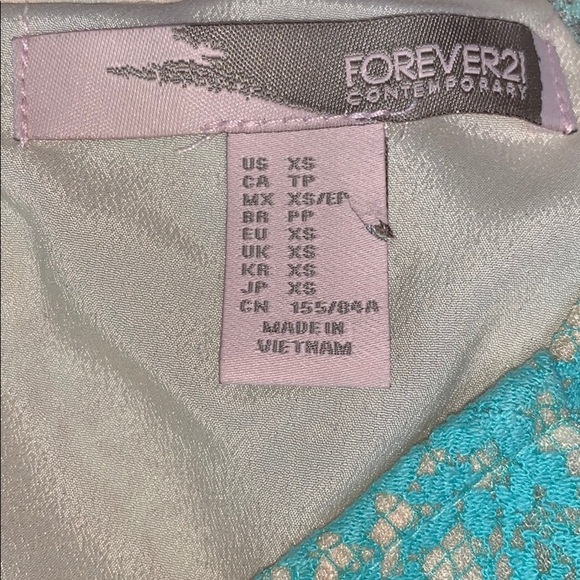 FOREVER21
CONTEMPORARY
US XS
CA TP
MX XS/EP
BR PP
EU XS
UK XS
KR XS
JP XS
CN 155/84A
MADE IN
VIETNAM